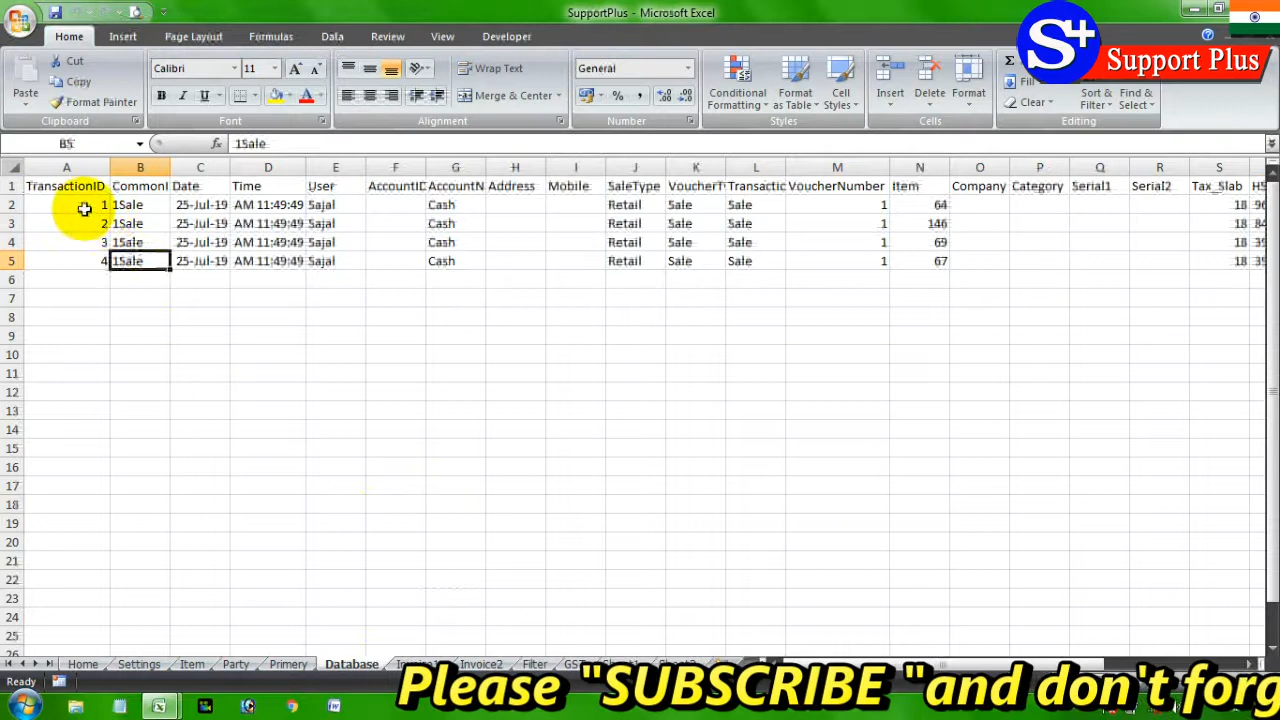 SupportPlus - Microsoft Excel
Home Insert Page Layout Formulas Data Review View Developer
S+ Support Plus
Paste Cut Copy Format Painter Clipboard
Calibri 11 A A B I U A Font
Wrap Text Merge & Center Alignment
General % , Number
Conditional Formatting Format as Table Cell Styles Styles
Insert Delete Format Cells
Σ Fill Clear Sort & Filter Find & Select Editing
B5 fx 1Sale
A B C D E F G H I J K L M N O P Q R S
1 TransactionID CommonI Date Time User AccountID AccountN Address Mobile SaleType VoucherT Transactic VoucherNumber Item Company Category Serial1 Serial2 Tax_Slab HS
2 1 1Sale 25-Jul-19 AM 11:49:49 Sajal Cash Retail Sale Sale 1 64 18 96
3 2 1Sale 25-Jul-19 AM 11:49:49 Sajal Cash Retail Sale Sale 1 146 18 84
4 3 1Sale 25-Jul-19 AM 11:49:49 Sajal Cash Retail Sale Sale 1 69 18 39
5 4 1Sale 25-Jul-19 AM 11:49:49 Sajal Cash Retail Sale Sale 1 67 18 39
6
7
8
9
10
11
12
13
14
15
16
17
18
19
20
21
22
23
24
25
26
Home Settings Item Party Primery Database Invoice1 Invoice2 Filter GST
Ready
Please "SUBSCRIBE "and don't forg